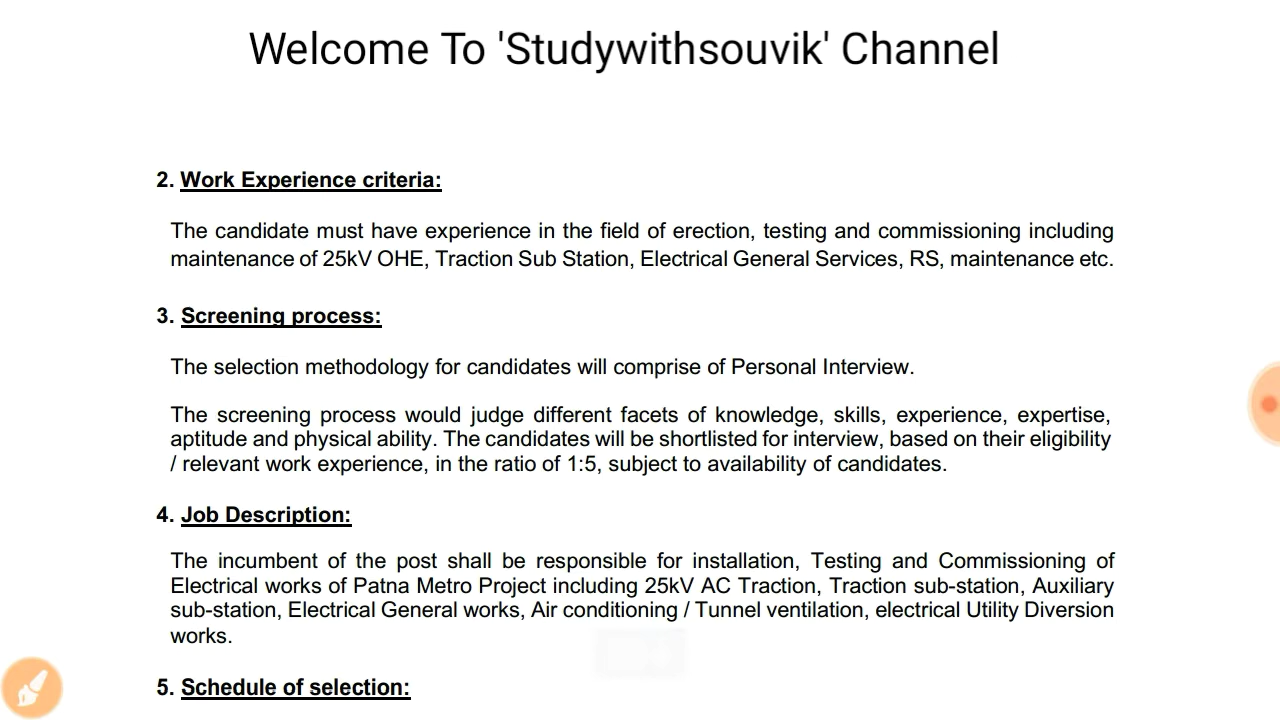 Welcome To 'Studywithsouvik' Channel
2. Work Experience criteria:
The candidate must have experience in the field of erection, testing and commissioning including
maintenance of 25kV OHE, Traction Sub Station, Electrical General Services, RS, maintenance etc.
3. Screening process:
The selection methodology for candidates will comprise of Personal Interview.
The screening process would judge different facets of knowledge, skills, experience, expertise,
aptitude and physical ability. The candidates will be shortlisted for interview, based on their eligibility
/ relevant work experience, in the ratio of 1:5, subject to availability of candidates.
4. Job Description:
The incumbent of the post shall be responsible for installation, Testing and Commissioning of
Electrical works of Patna Metro Project including 25kV AC Traction, Traction sub-station, Auxiliary
sub-station, Electrical General works, Air conditioning / Tunnel ventilation, electrical Utility Diversion
works.
5. Schedule of selection: